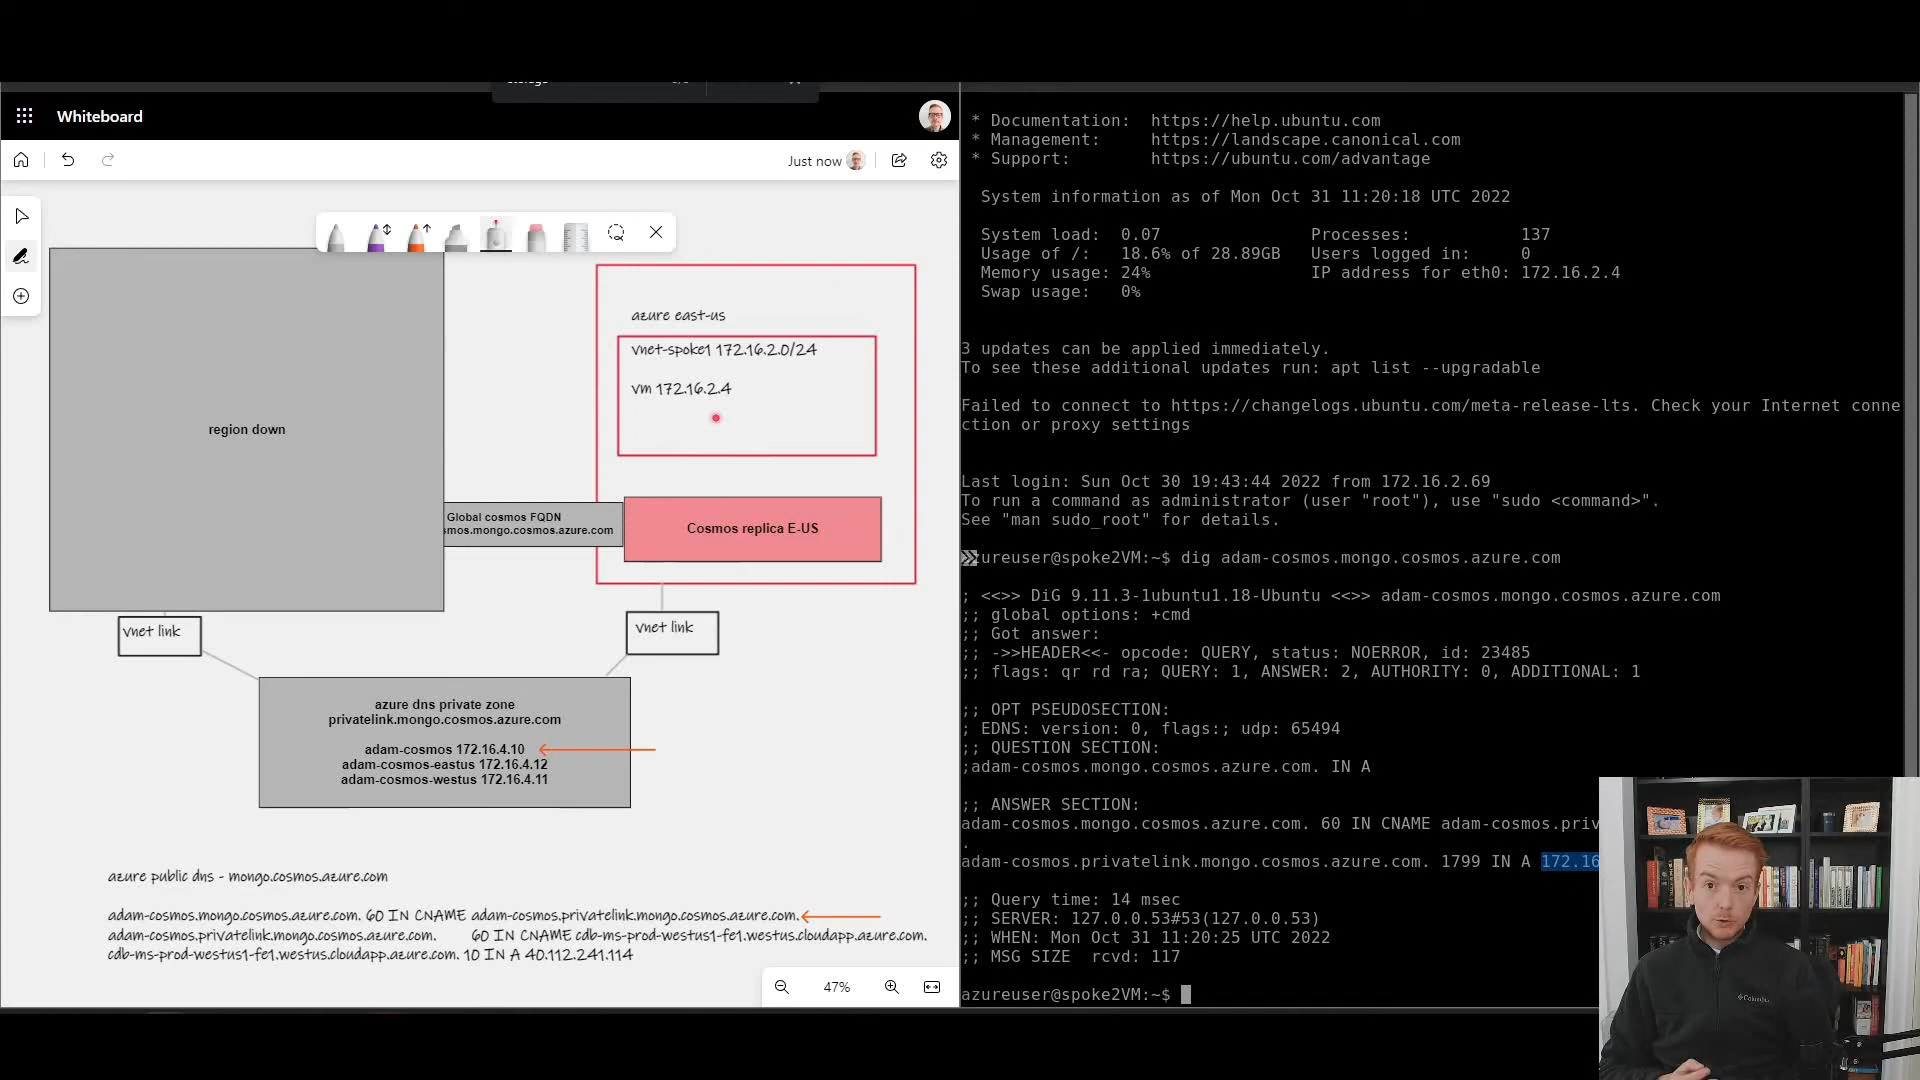 Whiteboard
Just now
azure east-us
vnet-spoke1 172.16.2.0/24
vm 172.16.2.4
region down
Global cosmos FQDN
mos.mongo.cosmos.azure.com
Cosmos replica E-US
vnet link
vnet link
azure dns private zone
privatelink.mongo.cosmos.azure.com
adam-cosmos 172.16.4.10
adam-cosmos-eastus 172.16.4.12
adam-cosmos-westus 172.16.4.11
azure public dns - mongo.cosmos.azure.com
adam-cosmos.mongo.cosmos.azure.com. 60 IN CNAME adam-cosmos.privatelink.mongo.cosmos.azure.com.
adam-cosmos.privatelink.mongo.cosmos.azure.com. 60 IN CNAME cdb-ms-prod-westus1-fe1.westus.cloudapp.azure.com.
cdb-ms-prod-westus1-fe1.westus.cloudapp.azure.com. 10 IN A 40.112.241.114
47%
* Documentation: https://help.ubuntu.com
* Management: https://landscape.canonical.com
* Support: https://ubuntu.com/advantage
System information as of Mon Oct 31 11:20:18 UTC 2022
System load: 0.07 Processes: 137
Usage of /: 18.6% of 28.89GB Users logged in: 0
Memory usage: 24% IP address for eth0: 172.16.2.4
Swap usage: 0%
3 updates can be applied immediately.
To see these additional updates run: apt list --upgradable
Failed to connect to https://changelogs.ubuntu.com/meta-release-lts. Check your Internet conne
ction or proxy settings
Last login: Sun Oct 30 19:43:44 2022 from 172.16.2.69
To run a command as administrator (user "root"), use "sudo <command>".
See "man sudo_root" for details.
ureuser@spoke2VM:~$ dig adam-cosmos.mongo.cosmos.azure.com
; <<>> DiG 9.11.3-1ubuntu1.18-Ubuntu <<>> adam-cosmos.mongo.cosmos.azure.com
;; global options: +cmd
;; Got answer:
;; ->>HEADER<<- opcode: QUERY, status: NOERROR, id: 23485
;; flags: qr rd ra; QUERY: 1, ANSWER: 2, AUTHORITY: 0, ADDITIONAL: 1
;; OPT PSEUDOSECTION:
; EDNS: version: 0, flags:; udp: 65494
;; QUESTION SECTION:
;adam-cosmos.mongo.cosmos.azure.com. IN A
;; ANSWER SECTION:
adam-cosmos.mongo.cosmos.azure.com. 60 IN CNAME adam-cosmos.priv
.
adam-cosmos.privatelink.mongo.cosmos.azure.com. 1799 IN A 172.16
;; Query time: 14 msec
;; SERVER: 127.0.0.53#53(127.0.0.53)
;; WHEN: Mon Oct 31 11:20:25 UTC 2022
;; MSG SIZE rcvd: 117
azureuser@spoke2VM:~$
Columbia